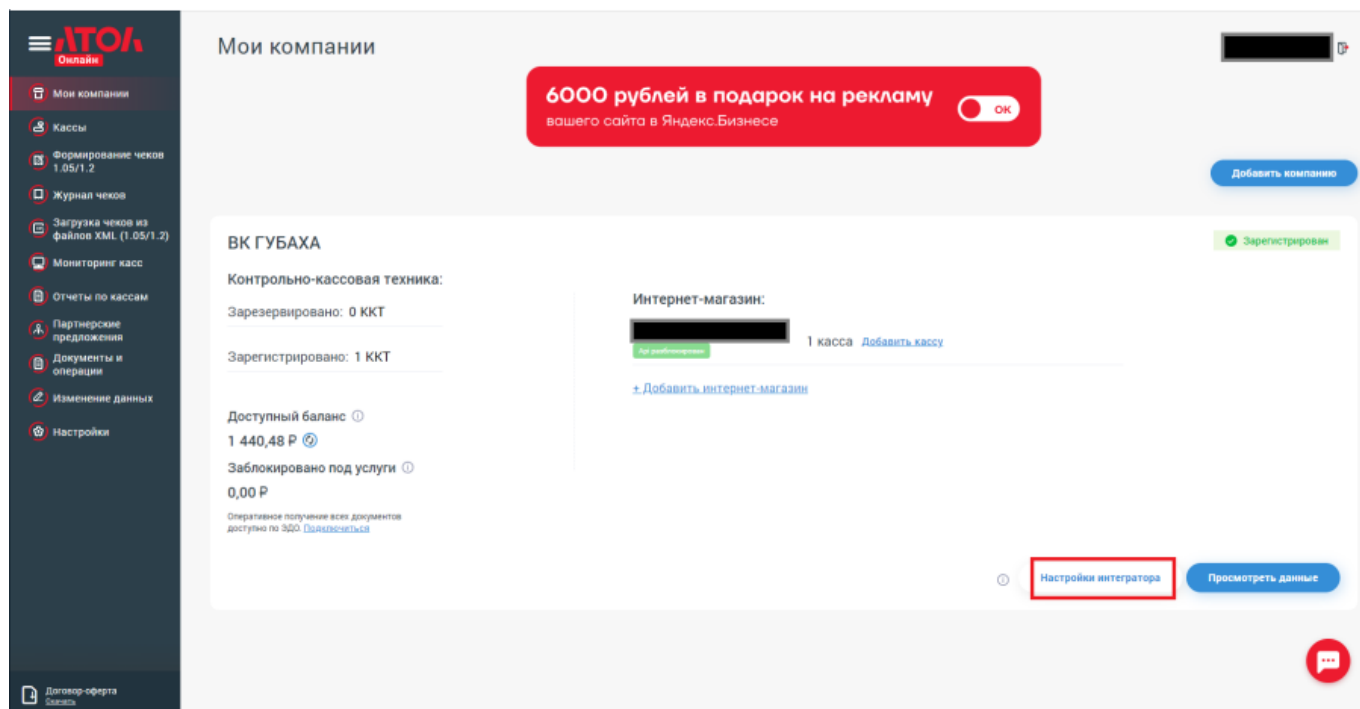 АТОЛ
Онлайн
Мои компании
Кассы
Формирование чеков
1.05/1.2
Журнал чеков
Загрузка чеков из
файлов XML (1.05/1.2)
Мониторинг касс
Отчеты по кассам
Партнерские
предложения
Документы и
операции
Изменение данных
Настройки
Договор-оферта
Скачать
Мои компании
6000 рублей в подарок на рекламу
вашего сайта в Яндекс.Бизнесе
ОК
Добавить компанию
ВК ГУБАХА
Зарегистрирован
Контрольно-кассовая техника:
Зарезервировано: 0 ККТ
Зарегистрировано: 1 ККТ
Интернет-магазин:
Api разблокирован
1 касса Добавить кассу
+ Добавить интернет-магазин
Доступный баланс
1 440,48 ₽
Заблокировано под услуги
0,00 ₽
Оперативное получение всех документов
доступно по ЭДО. Подключиться
Настройки интегратора
Просмотреть данные